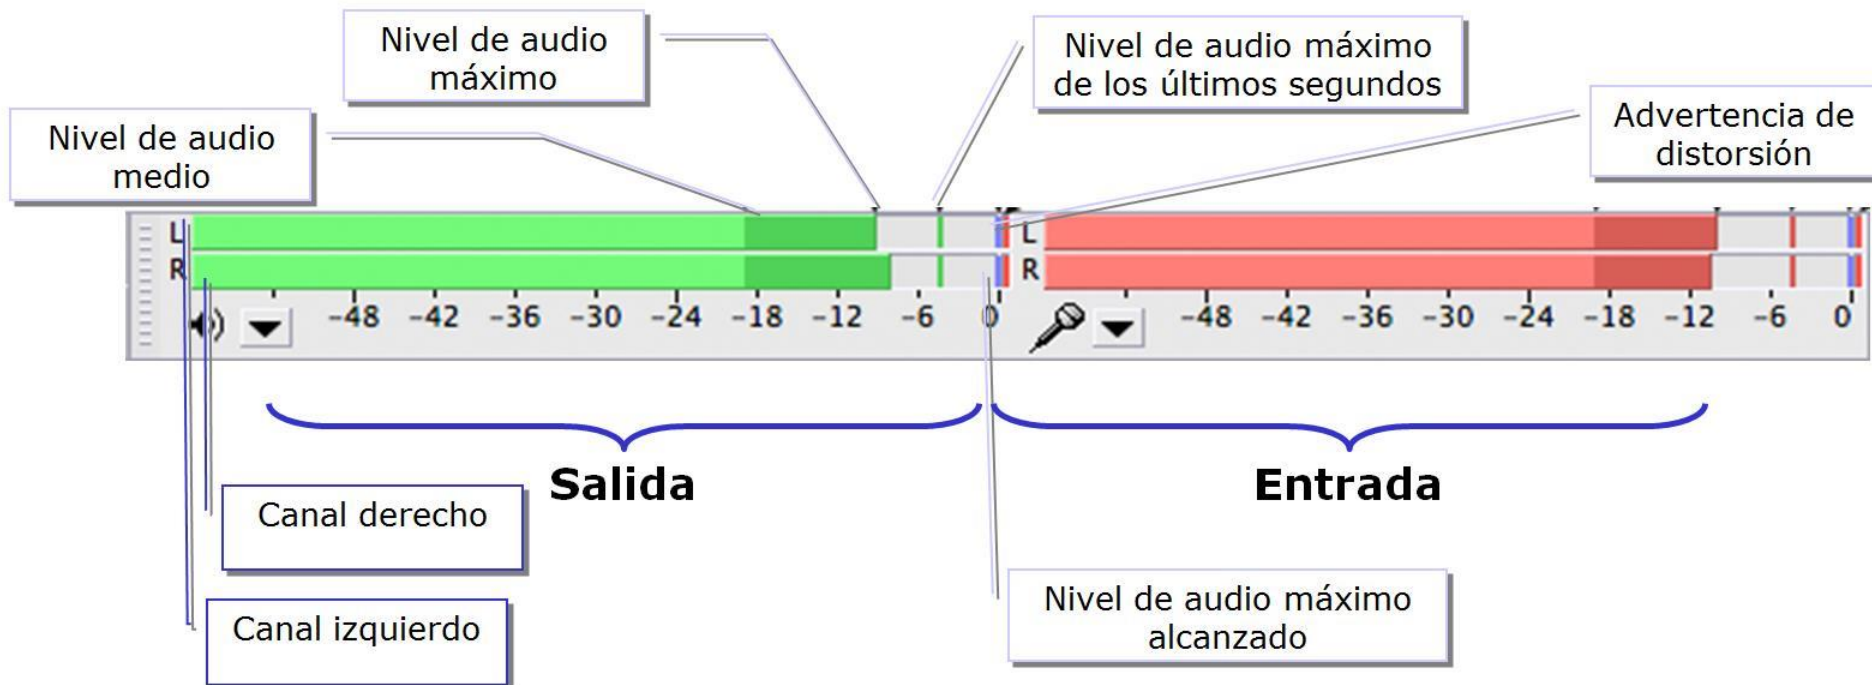 Nivel de audio
máximo
Nivel de audio máximo
de los últimos segundos
Advertencia de
distorsión
Nivel de audio
medio
L
R
-48 -42 -36 -30 -24 -18 -12 -6 0
L
R
-48 -42 -36 -30 -24 -18 -12 -6 0
Salida
Entrada
Canal derecho
Canal izquierdo
Nivel de audio máximo
alcanzado